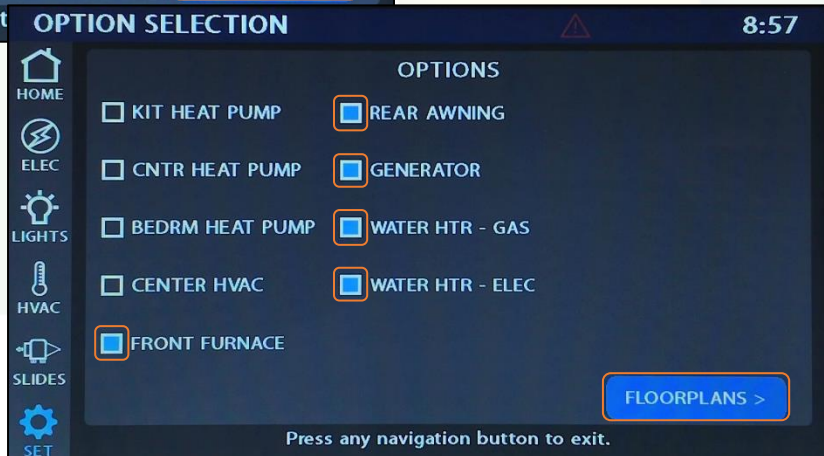 t
OPTION SELECTION
8:57
HOME
ELEC
LIGHTS
HVAC
SLIDES
SET
OPTIONS
KIT HEAT PUMP
CNTR HEAT PUMP
BEDRM HEAT PUMP
CENTER HVAC
FRONT FURNACE
REAR AWNING
GENERATOR
WATER HTR - GAS
WATER HTR - ELEC
FLOORPLANS >
Press any navigation button to exit.